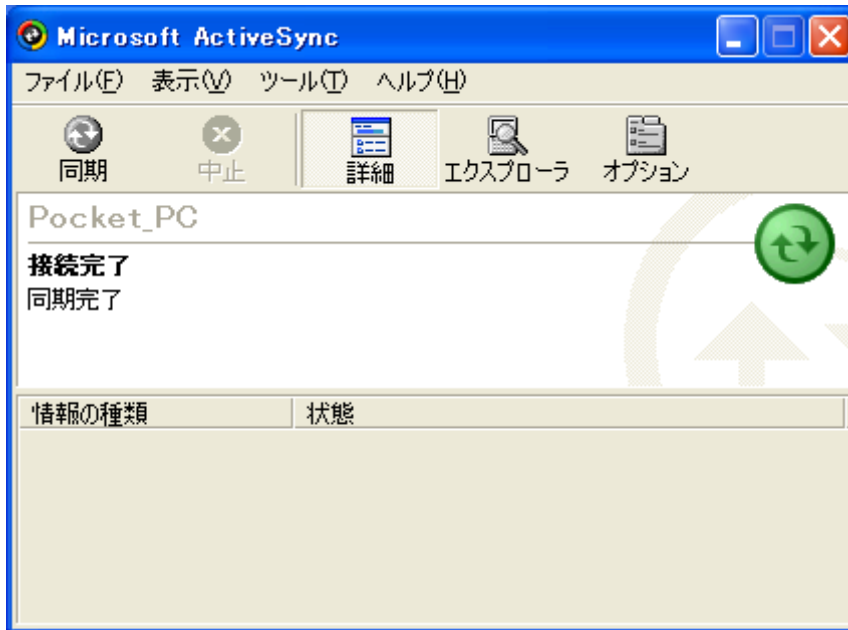 Microsoft ActiveSync
ファイル(F) 表示(V) ツール(T) ヘルプ(H)
同期 中止 詳細 エクスプローラ オプション
Pocket_PC
接続完了
同期完了
情報の種類 状態